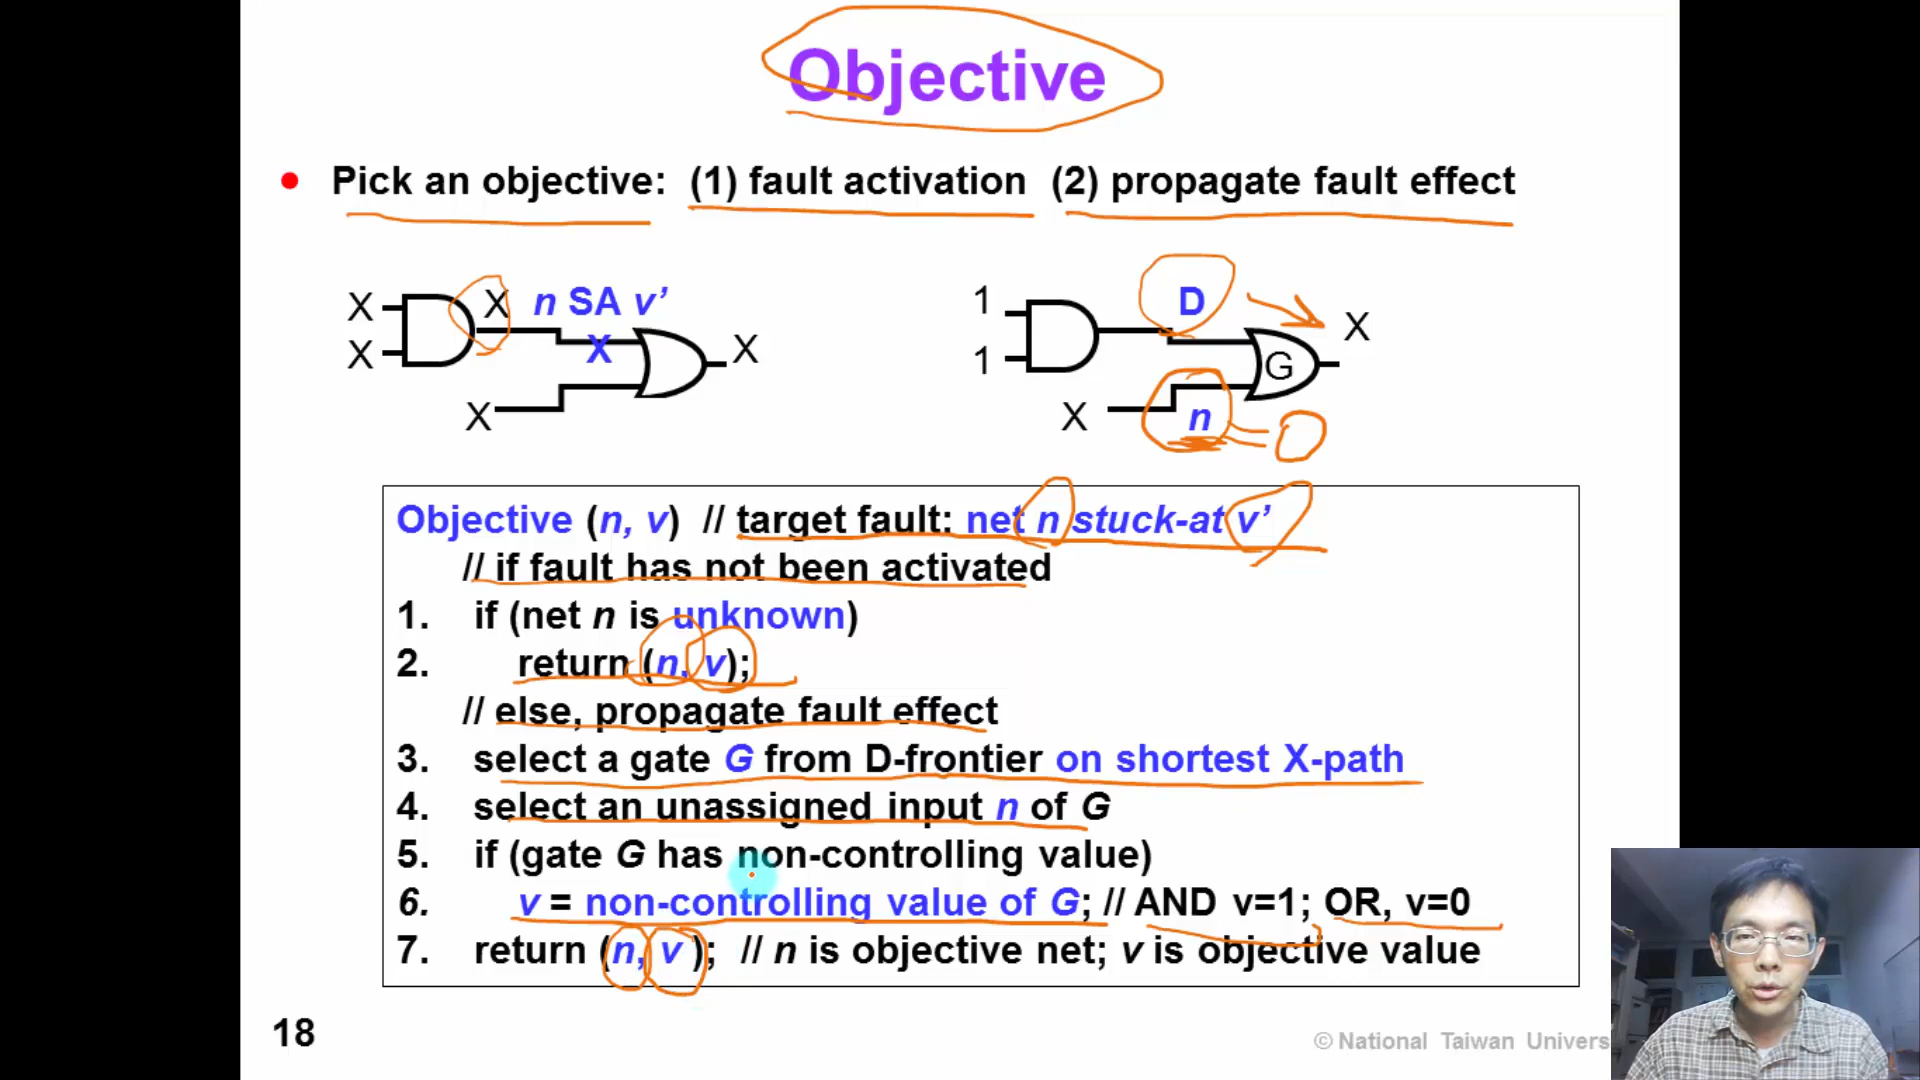 Objective
• Pick an objective: (1) fault activation (2) propagate fault effect
X X n SA v’
X X X
X
1 D X
1 G
X n = 0
Objective (n, v) // target fault: net n stuck-at v’
// if fault has not been activated
1. if (net n is unknown)
2. return (n, v);
// else, propagate fault effect
3. select a gate G from D-frontier on shortest X-path
4. select an unassigned input n of G
5. if (gate G has non-controlling value)
6. v = non-controlling value of G; // AND v=1; OR, v=0
7. return (n, v ); // n is objective net; v is objective value
18
© National Taiwan Univers